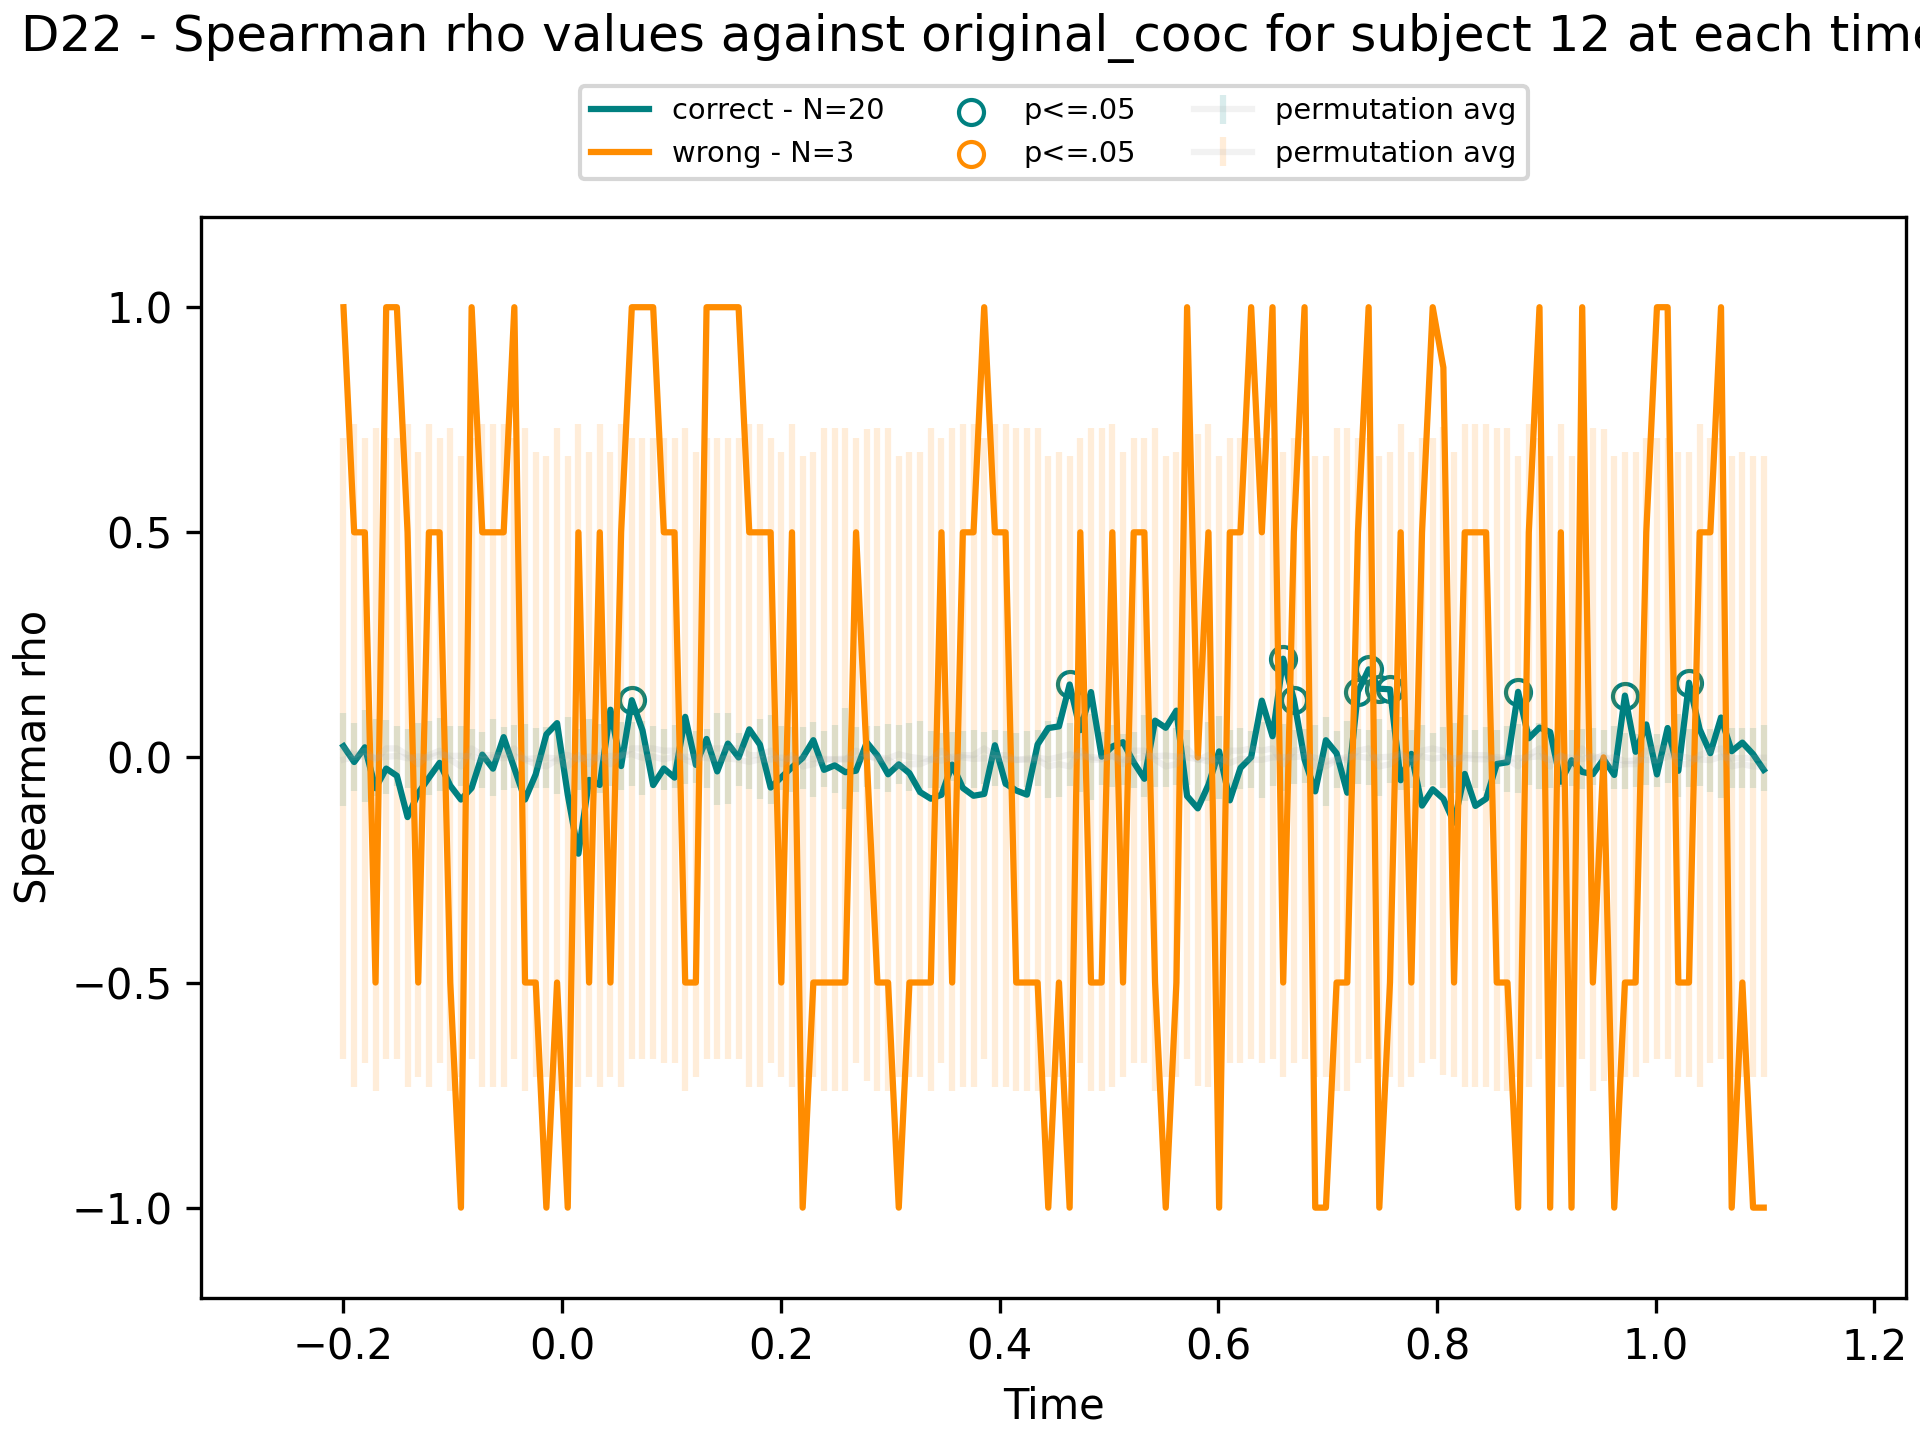 D22 - Spearman rho values against original_cooc for subject 12 at each time
correct - N=20
wrong - N=3
p<=.05
p<=.05
permutation avg
permutation avg
1.0
0.5
0.0
−0.5
−1.0
Spearman rho
−0.2 0.0 0.2 0.4 0.6 0.8 1.0 1.2
Time